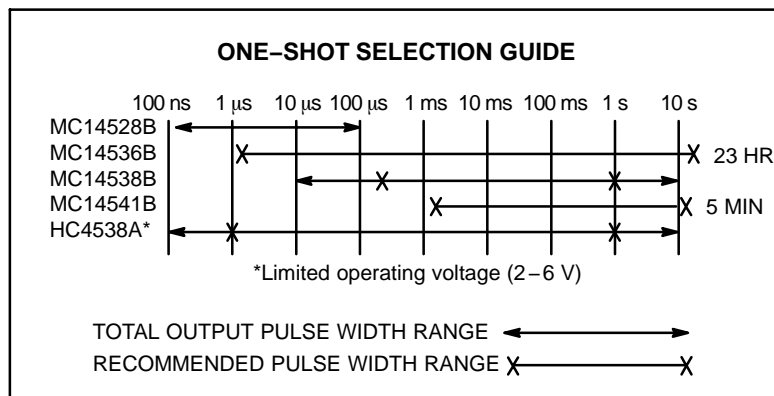 ONE–SHOT SELECTION GUIDE
100 ns 1 μs 10 μs 100 μs 1 ms 10 ms 100 ms 1 s 10 s
MC14528B
MC14536B 23 HR
MC14538B
MC14541B 5 MIN
HC4538A*
*Limited operating voltage (2–6 V)
TOTAL OUTPUT PULSE WIDTH RANGE
RECOMMENDED PULSE WIDTH RANGE